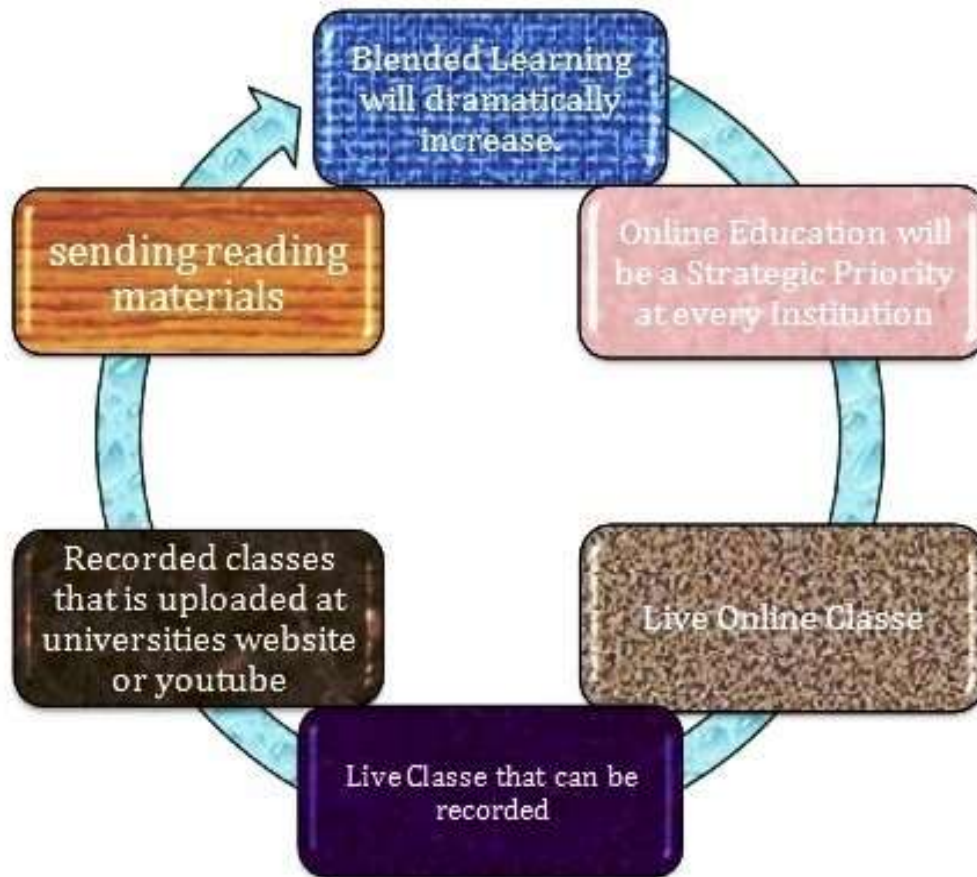 Blended Learning
will dramatically
increase.
Online Education will
be a Strategic Priority
at every Institution
Live Online Classe
Live Classe that can be
recorded
Recorded classes
that is uploaded at
universities website
or youtube
sending reading
materials